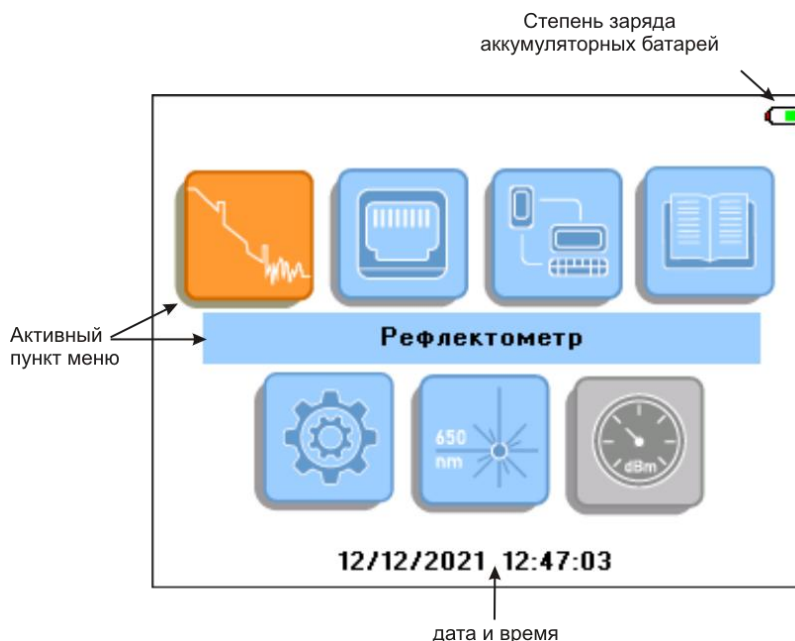 Степень заряда
аккумуляторных батарей
Активный
пункт меню
Рефлектометр
650
nm
dBm
12/12/2021 12:47:03
дата и время